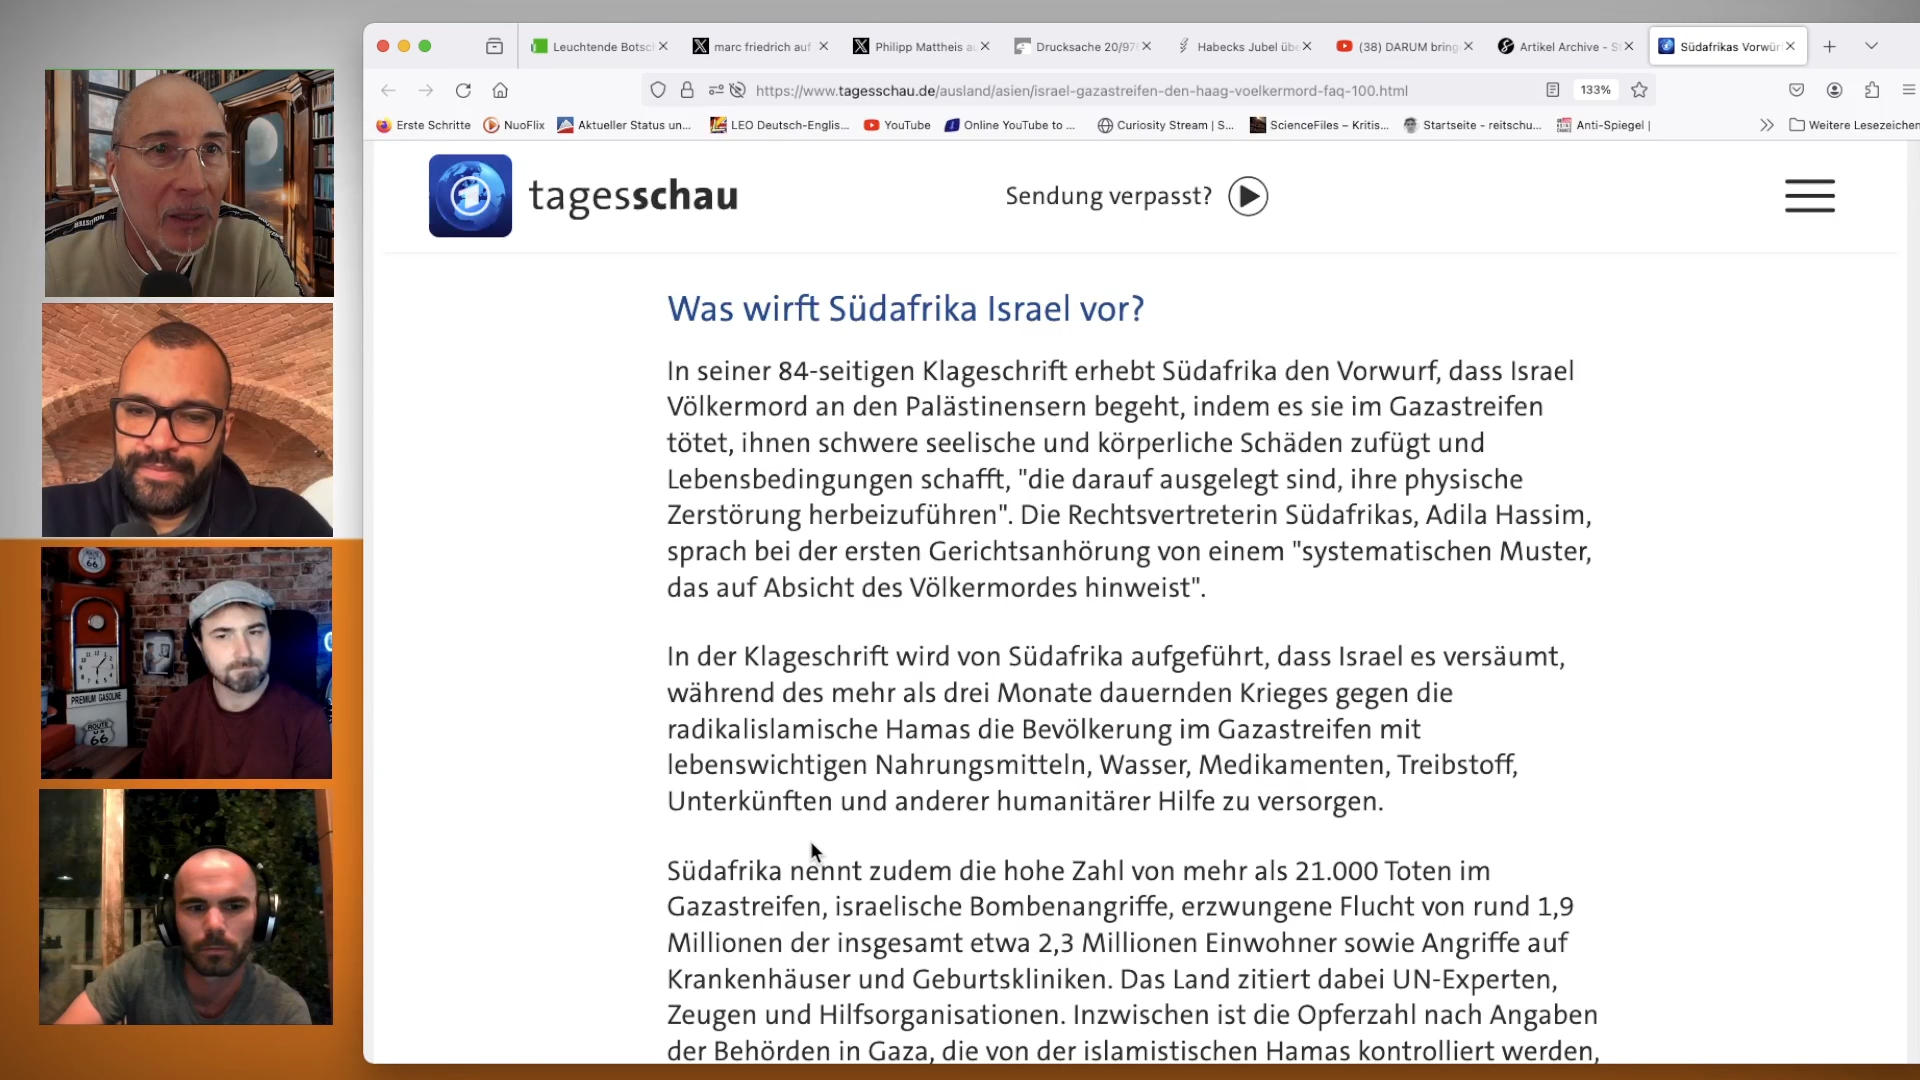 Leuchtende Botsc
marc friedrich auf
Philipp Mattheis au
Drucksache 20/97
Habecks Jubel übe
(38) DARUM bring
Artikel Archive - S
Südafrikas Vorwür
https://www.tagesschau.de/ausland/asien/israel-gazastreifen-den-haag-voelkermord-faq-100.html
133%
Erste Schritte
NuoFlix
Aktueller Status un...
LEO Deutsch-Englis...
YouTube
Online YouTube to ...
Curiosity Stream | S...
ScienceFiles – Kritis...
Startseite - reitschu...
Anti-Spiegel |
Weitere Lesezeichen
tagesschau
Sendung verpasst?
Was wirft Südafrika Israel vor?
In seiner 84-seitigen Klageschrift erhebt Südafrika den Vorwurf, dass Israel
Völkermord an den Palästinensern begeht, indem es sie im Gazastreifen
tötet, ihnen schwere seelische und körperliche Schäden zufügt und
Lebensbedingungen schafft, "die darauf ausgelegt sind, ihre physische
Zerstörung herbeizuführen". Die Rechtsvertreterin Südafrikas, Adila Hassim,
sprach bei der ersten Gerichtsanhörung von einem "systematischen Muster,
das auf Absicht des Völkermordes hinweist".
In der Klageschrift wird von Südafrika aufgeführt, dass Israel es versäumt,
während des mehr als drei Monate dauernden Krieges gegen die
radikalislamische Hamas die Bevölkerung im Gazastreifen mit
lebenswichtigen Nahrungsmitteln, Wasser, Medikamenten, Treibstoff,
Unterkünften und anderer humanitärer Hilfe zu versorgen.
Südafrika nennt zudem die hohe Zahl von mehr als 21.000 Toten im
Gazastreifen, israelische Bombenangriffe, erzwungene Flucht von rund 1,9
Millionen der insgesamt etwa 2,3 Millionen Einwohner sowie Angriffe auf
Krankenhäuser und Geburtskliniken. Das Land zitiert dabei UN-Experten,
Zeugen und Hilfsorganisationen. Inzwischen ist die Opferzahl nach Angaben
der Behörden in Gaza, die von der islamistischen Hamas kontrolliert werden,
66
PREMIUM GASOLINE
ROUTE
66